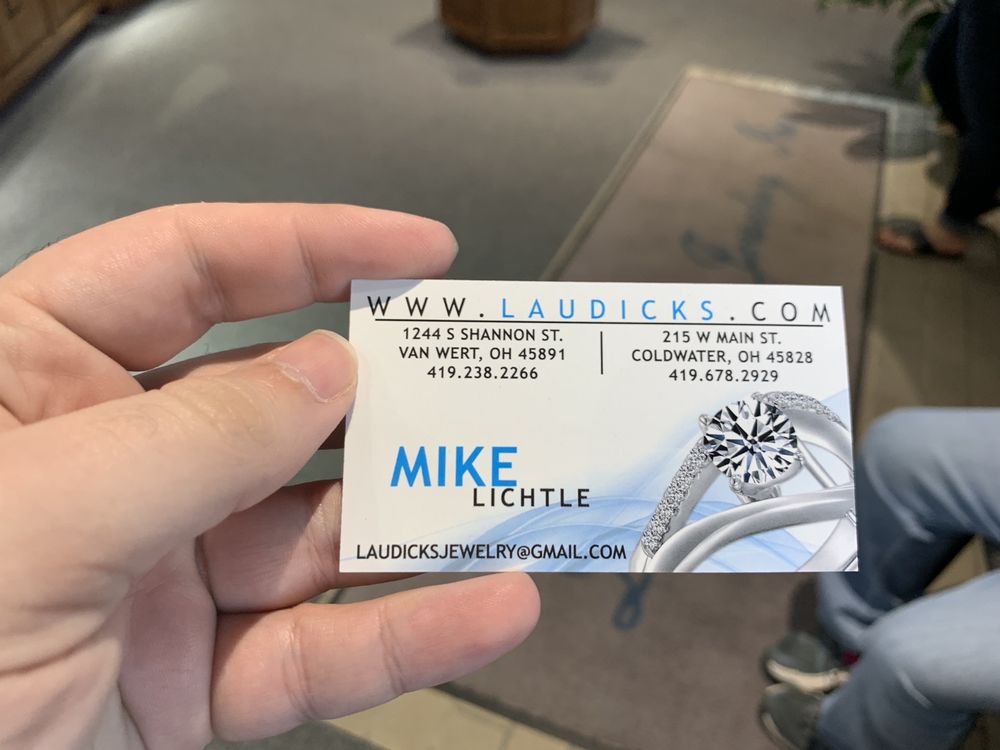 WWW.LAUDICKS.COM
1244 S SHANNON ST.
VAN WERT, OH 45891
419.238.2266
215 W MAIN ST.
COLDWATER, OH 45828
419.678.2929
MIKE
LICHTLE
LAUDICKSJEWELRY@GMAIL.COM